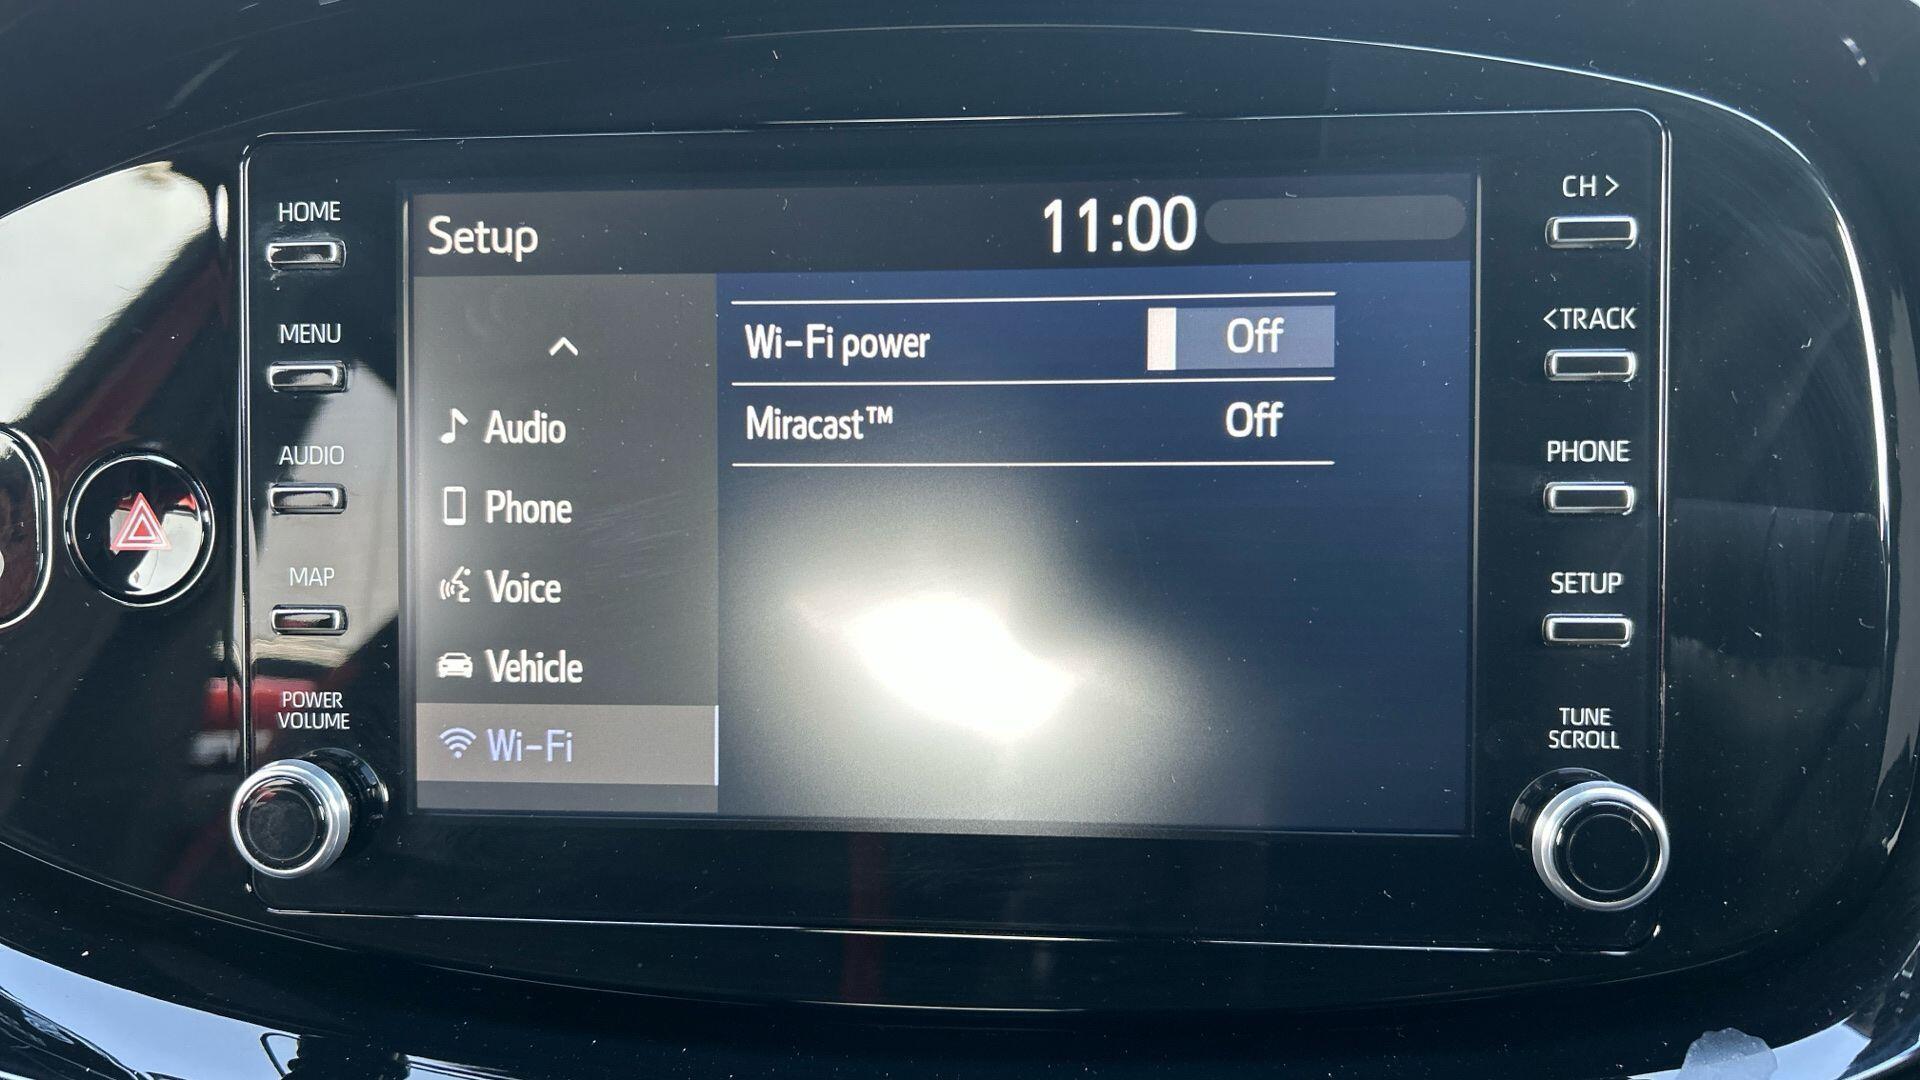 HOME
MENU
AUDIO
MAP
POWER
VOLUME
Setup
11:00
Audio
Phone
Voice
Vehicle
Wi-Fi
Wi-Fi power Off
Miracast™ Off
CH >
<TRACK
PHONE
SETUP
TUNE
SCROLL